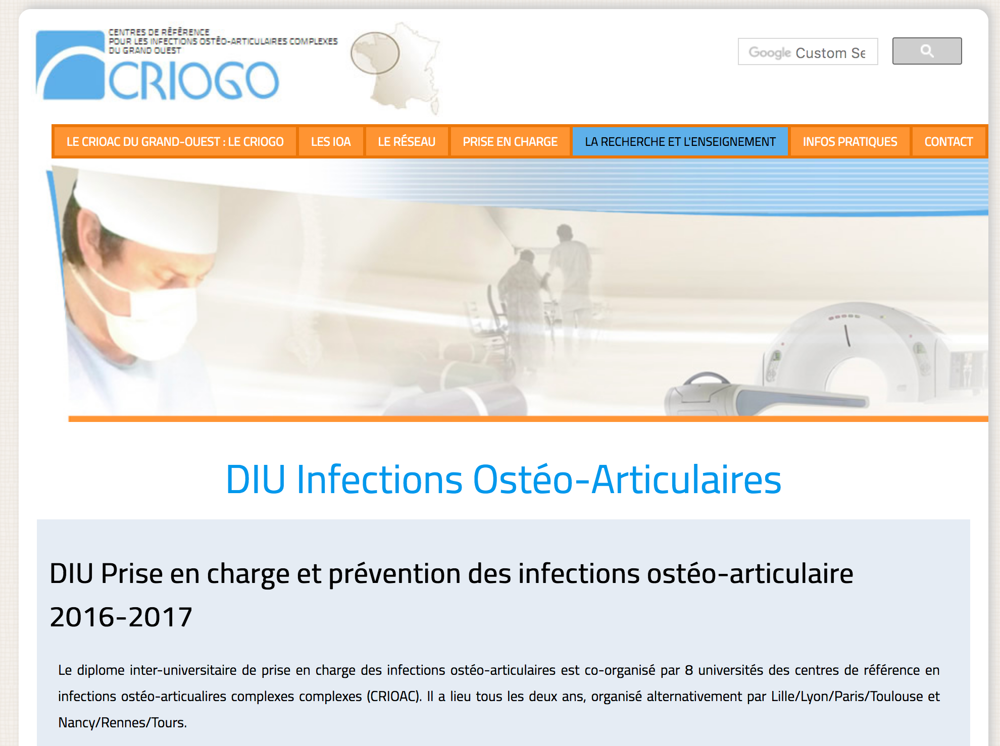 CENTRES DE RÉFÉRENCE
POUR LES INFECTIONS OSTÉO-ARTICULAIRES COMPLEXES
DU GRAND OUEST
CRIOGO
Google Custom Se
LE CRIOAC DU GRAND-OUEST : LE CRIOGO LES IOA LE RÉSEAU PRISE EN CHARGE LA RECHERCHE ET L'ENSEIGNEMENT INFOS PRATIQUES CONTACT
DIU Infections Ostéo-Articulaires
DIU Prise en charge et prévention des infections ostéo-articulaire
2016-2017
Le diplome inter-universitaire de prise en charge des infections ostéo-articulaires est co-organisé par 8 universités des centres de référence en
infections ostéo-articualires complexes complexes (CRIOAC). Il a lieu tous les deux ans, organisé alternativement par Lille/Lyon/Paris/Toulouse et
Nancy/Rennes/Tours.